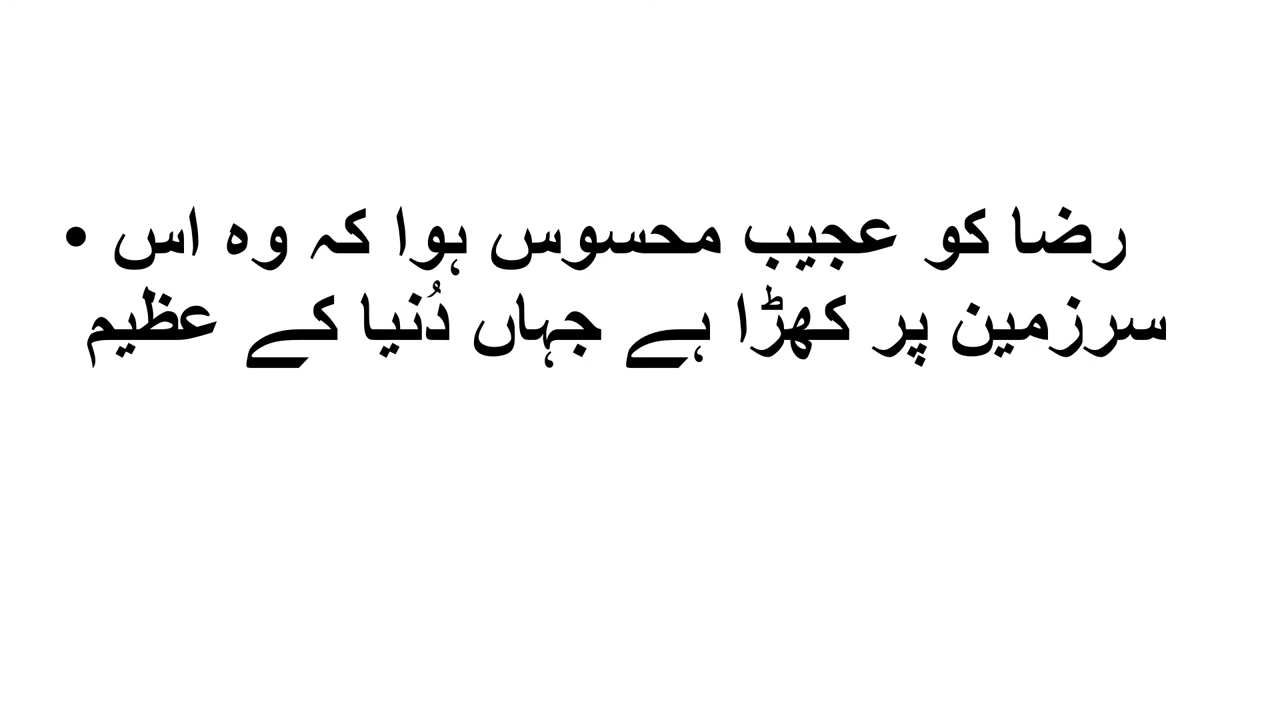 • رضا کو عجیب محسوس ہوا کہ وہ اس
سرزمین پر کھڑا ہے جہاں دُنیا کے عظیم